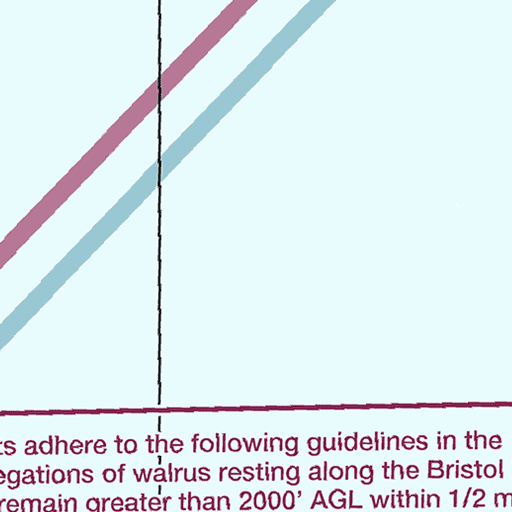 ts adhere to the following guidelines in the
egations of walrus resting along the Bristol
remain greater than 2000' AGL within 1/2 m